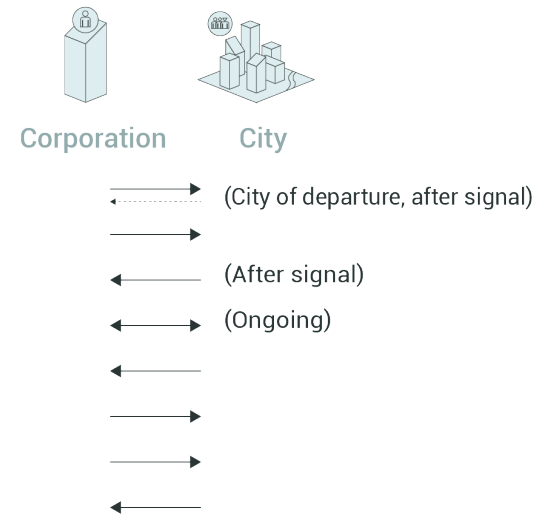 Corporation City
(City of departure, after signal)
(After signal)
(Ongoing)